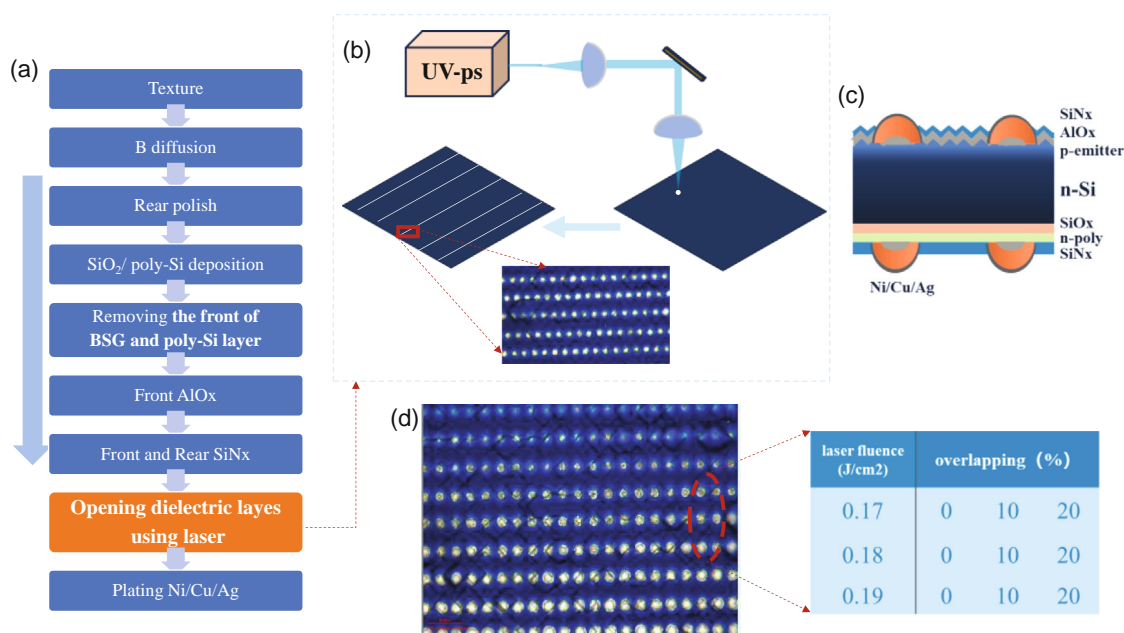 (a)
Texture
B diffusion
Rear polish
SiO₂/ poly-Si deposition
Removing the front of
BSG and poly-Si layer
Front AlOx
Front and Rear SiNx
Opening dielectric layes
using laser
Plating Ni/Cu/Ag
(b)
UV-ps
(c)
SiNx
AlOx
p-emitter
n-Si
SiOx
n-poly
SiNx
Ni/Cu/Ag
(d)
laser fluence
(J/cm2)
overlapping (%)
0.17 0 10 20
0.18 0 10 20
0.19 0 10 20